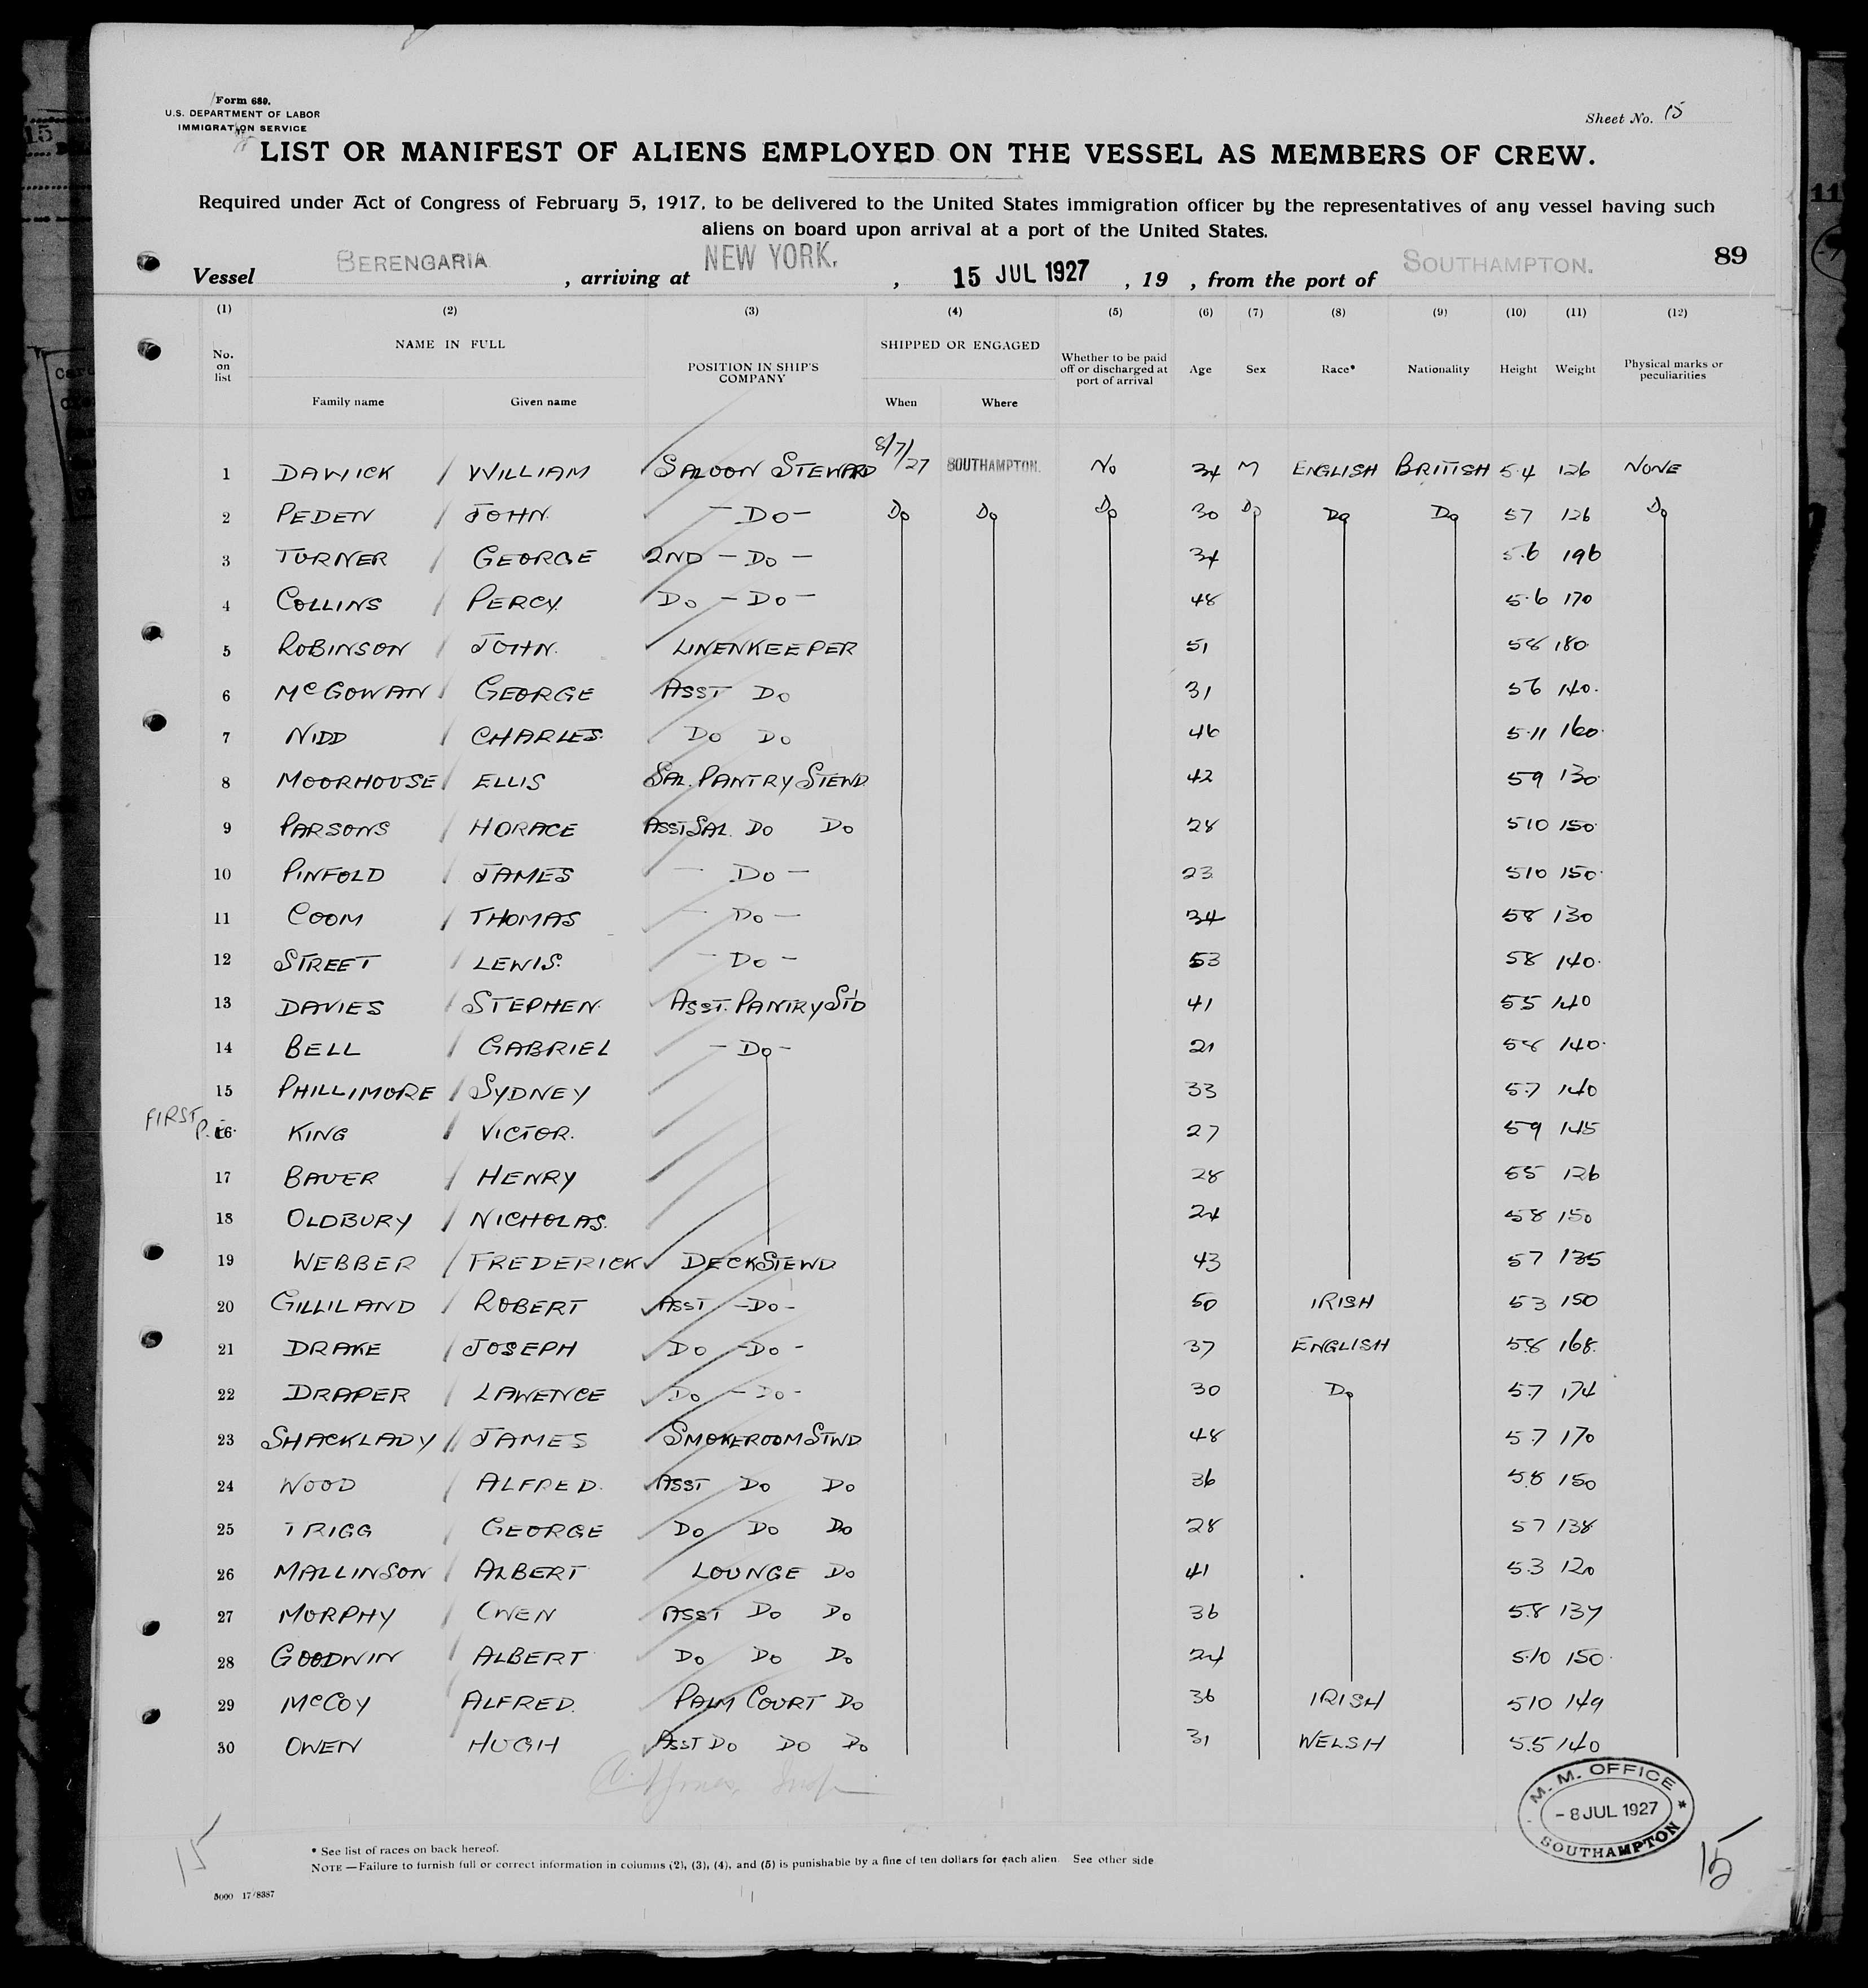 Form 689.
U.S. DEPARTMENT OF LABOR
IMMIGRATION SERVICE
Sheet No. 15
LIST OR MANIFEST OF ALIENS EMPLOYED ON THE VESSEL AS MEMBERS OF CREW.
Required under Act of Congress of February 5, 1917, to be delivered to the United States immigration officer by the representatives of any vessel having such
aliens on board upon arrival at a port of the United States.
89
Vessel BERENGARIA, arriving at NEW YORK., 15 JUL 1927, 19 , from the port of SOUTHAMPTON.
(1) (2) (3) (4) (5) (6) (7) (8) (9) (10) (11) (12)
No. on list NAME IN FULL Family name Given name POSITION IN SHIP'S COMPANY SHIPPED OR ENGAGED When Where Whether to be paid off or discharged at port of arrival Age Sex Race* Nationality Height Weight Physical marks or peculiarities
1 DAWICK / WILLIAM SALOON STEWARD 8/7/27 SOUTHAMPTON. No 34 M ENGLISH BRITISH 5.4 126 NONE
2 PEDEN / JOHN. - DO - Do Do Do 30 Do Do Do 57 126 Do
3 TURNER / GEORGE 2ND - DO - 34 5.6 196
4 COLLINS / PERCY. DO - DO - 48 5.6 170
5 ROBINSON / JOHN. LINENKEEPER 51 58 180
6 McGOWAN / GEORGE ASST DO 31 56 140.
7 NIDD / CHARLES. DO DO 46 5.11 160.
8 MOORHOUSE / ELLIS SAL. PANTRY STEWD 42 59 130.
9 PARSONS / HORACE ASST SAL. DO DO 28 510 150
10 PINFOLD / JAMES - DO - 23 510 150.
11 COOM / THOMAS - DO - 34 58 130
12 STREET / LEWIS. - DO - 53 58 140.
13 DAVIES / STEPHEN. ASST. PANTRY STD 41 55 140
14 BELL / GABRIEL - DO - 21 58 140.
15 PHILLIMORE / SYDNEY 33 57 140
FIRST
16 KING / VICTOR. 27 59 145
17 BAUER / HENRY 28 55 126
18 OLDBURY / NICHOLAS. 24 58 150
19 WEBBER / FREDERICK DECK STEWD 43 57 135
20 GILLILAND / ROBERT ASST - DO - 50 IRISH 53 150
21 DRAKE / JOSEPH DO - DO - 37 ENGLISH 5.8 168.
22 DRAPER / LAWENCE DO - DO - 30 Do 5.7 174
23 SHACKLADY // JAMES SMOKEROOM STWD 48 5.7 170
24 WOOD / ALFRED. ASST DO DO 36 5.8 150
25 TRIGG / GEORGE DO DO DO 28 57 138
26 MALLINSON / ALBERT LOUNGE DO 41 5.3 120
27 MURPHY / OWEN ASST DO DO 36 5.8 137
28 GOODWIN / ALBERT DO DO DO 24 5.10 150.
29 McCOY / ALFRED. PALM COURT DO 36 IRISH 510 149
30 OWEN HUGH ASST DO DO DO 31 WELSH 5.5 140
M. M. OFFICE
- 8 JUL 1927
SOUTHAMPTON
15
15
* See list of races on back hereof.
NOTE.—Failure to furnish full or correct information in columns (2), (3), (4), and (5) is punishable by a fine of ten dollars for each alien. See other side
5000 17/8387